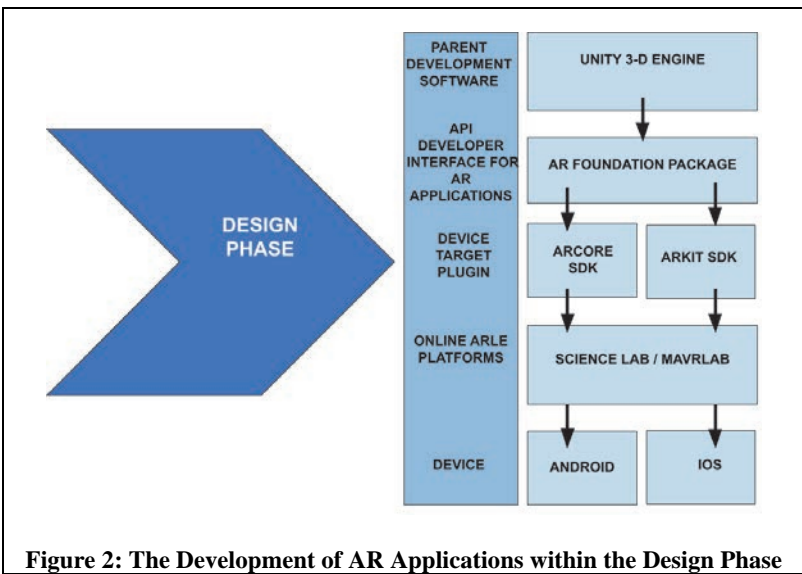 DESIGN
PHASE
PARENT
DEVELOPMENT
SOFTWARE
UNITY 3-D ENGINE
API
DEVELOPER
INTERFACE FOR
AR
APPLICATIONS
AR FOUNDATION PACKAGE
DEVICE
TARGET
PLUGIN
ARCORE
SDK
ARKIT SDK
ONLINE ARLE
PLATFORMS
SCIENCE LAB / MAVRLAB
DEVICE
ANDROID
IOS
Figure 2: The Development of AR Applications within the Design Phase